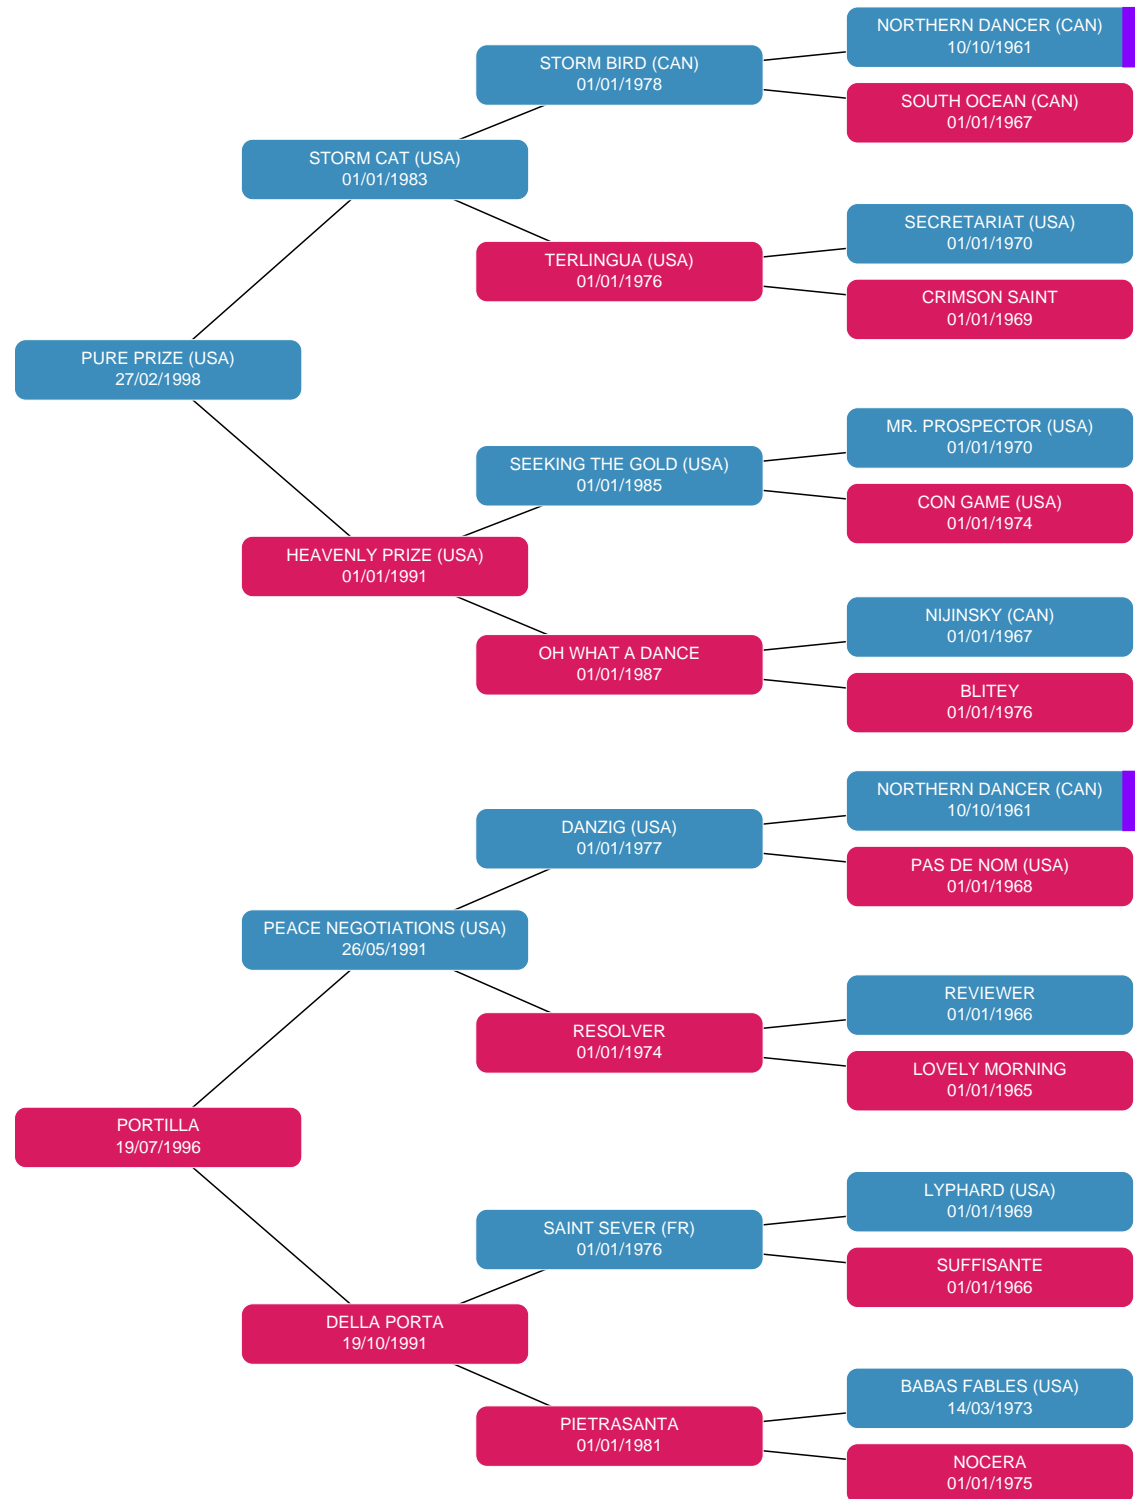 NORTHERN DANCER (CAN)
10/10/1961
STORM BIRD (CAN)
01/01/1978
SOUTH OCEAN (CAN)
01/01/1967
STORM CAT (USA)
01/01/1983
SECRETARIAT (USA)
01/01/1970
TERLINGUA (USA)
01/01/1976
CRIMSON SAINT
01/01/1969
PURE PRIZE (USA)
27/02/1998
MR. PROSPECTOR (USA)
01/01/1970
SEEKING THE GOLD (USA)
01/01/1985
CON GAME (USA)
01/01/1974
HEAVENLY PRIZE (USA)
01/01/1991
NIJINSKY (CAN)
01/01/1967
OH WHAT A DANCE
01/01/1987
BLITEY
01/01/1976
NORTHERN DANCER (CAN)
10/10/1961
DANZIG (USA)
01/01/1977
PAS DE NOM (USA)
01/01/1968
PEACE NEGOTIATIONS (USA)
26/05/1991
REVIEWER
01/01/1966
RESOLVER
01/01/1974
LOVELY MORNING
01/01/1965
PORTILLA
19/07/1996
LYPHARD (USA)
01/01/1969
SAINT SEVER (FR)
01/01/1976
SUFFISANTE
01/01/1966
DELLA PORTA
19/10/1991
BABAS FABLES (USA)
14/03/1973
PIETRASANTA
01/01/1981
NOCERA
01/01/1975